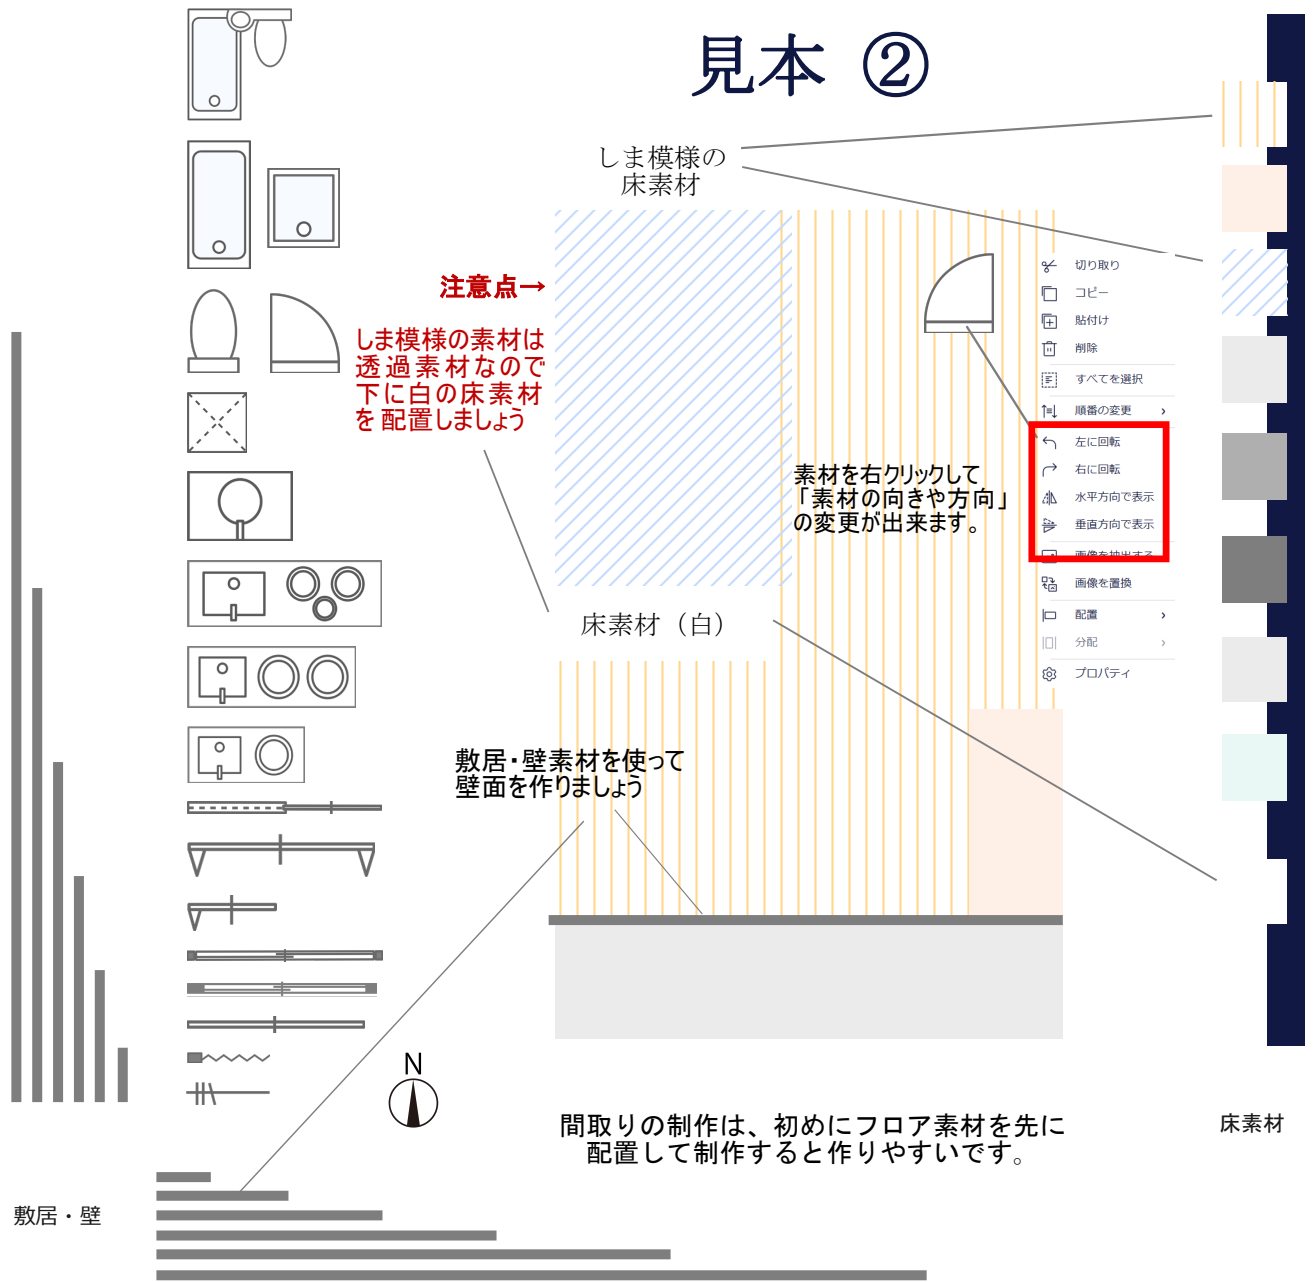 見本 ②
しま模様の
床素材
注意点→
しま模様の素材は
透過素材なので
下に白の床素材
を配置しましょう
切り取り
コピー
貼付け
削除
すべてを選択
順番の変更
左に回転
右に回転
水平方向で表示
垂直方向で表示
画像を抽出する
画像を置換
配置
分配
プロパティ
素材を右クリックして
「素材の向きや方向」
の変更が出来ます。
床素材（白）
敷居・壁素材を使って
壁面を作りましょう
N
間取りの制作は、初めにフロア素材を先に
配置して制作すると作りやすいです。
床素材
敷居・壁